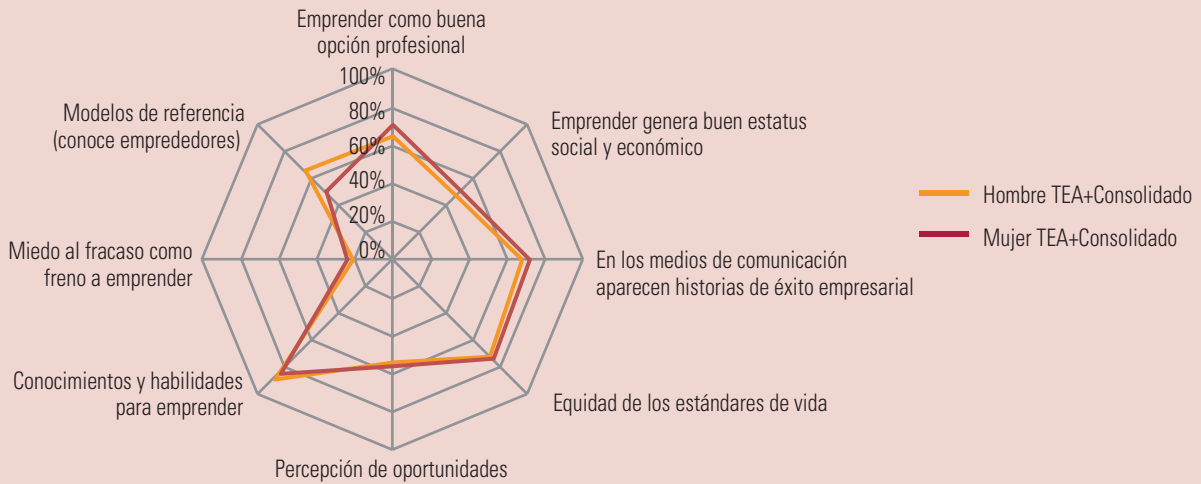 Emprender como buena
opción profesional
100%
80%
60%
40%
20%
0%
Modelos de referencia
(conoce empredédores)
Emprender genera buen estatus
social y económico
Hombre TEA+Consolidado
Mujer TEA+Consolidado
Miedo al fracaso como
freno a emprender
En los medios de comunicación
aparecen historias de éxito empresarial
Conocimientos y habilidades
para emprender
Equidad de los estándares de vida
Percepción de oportunidades